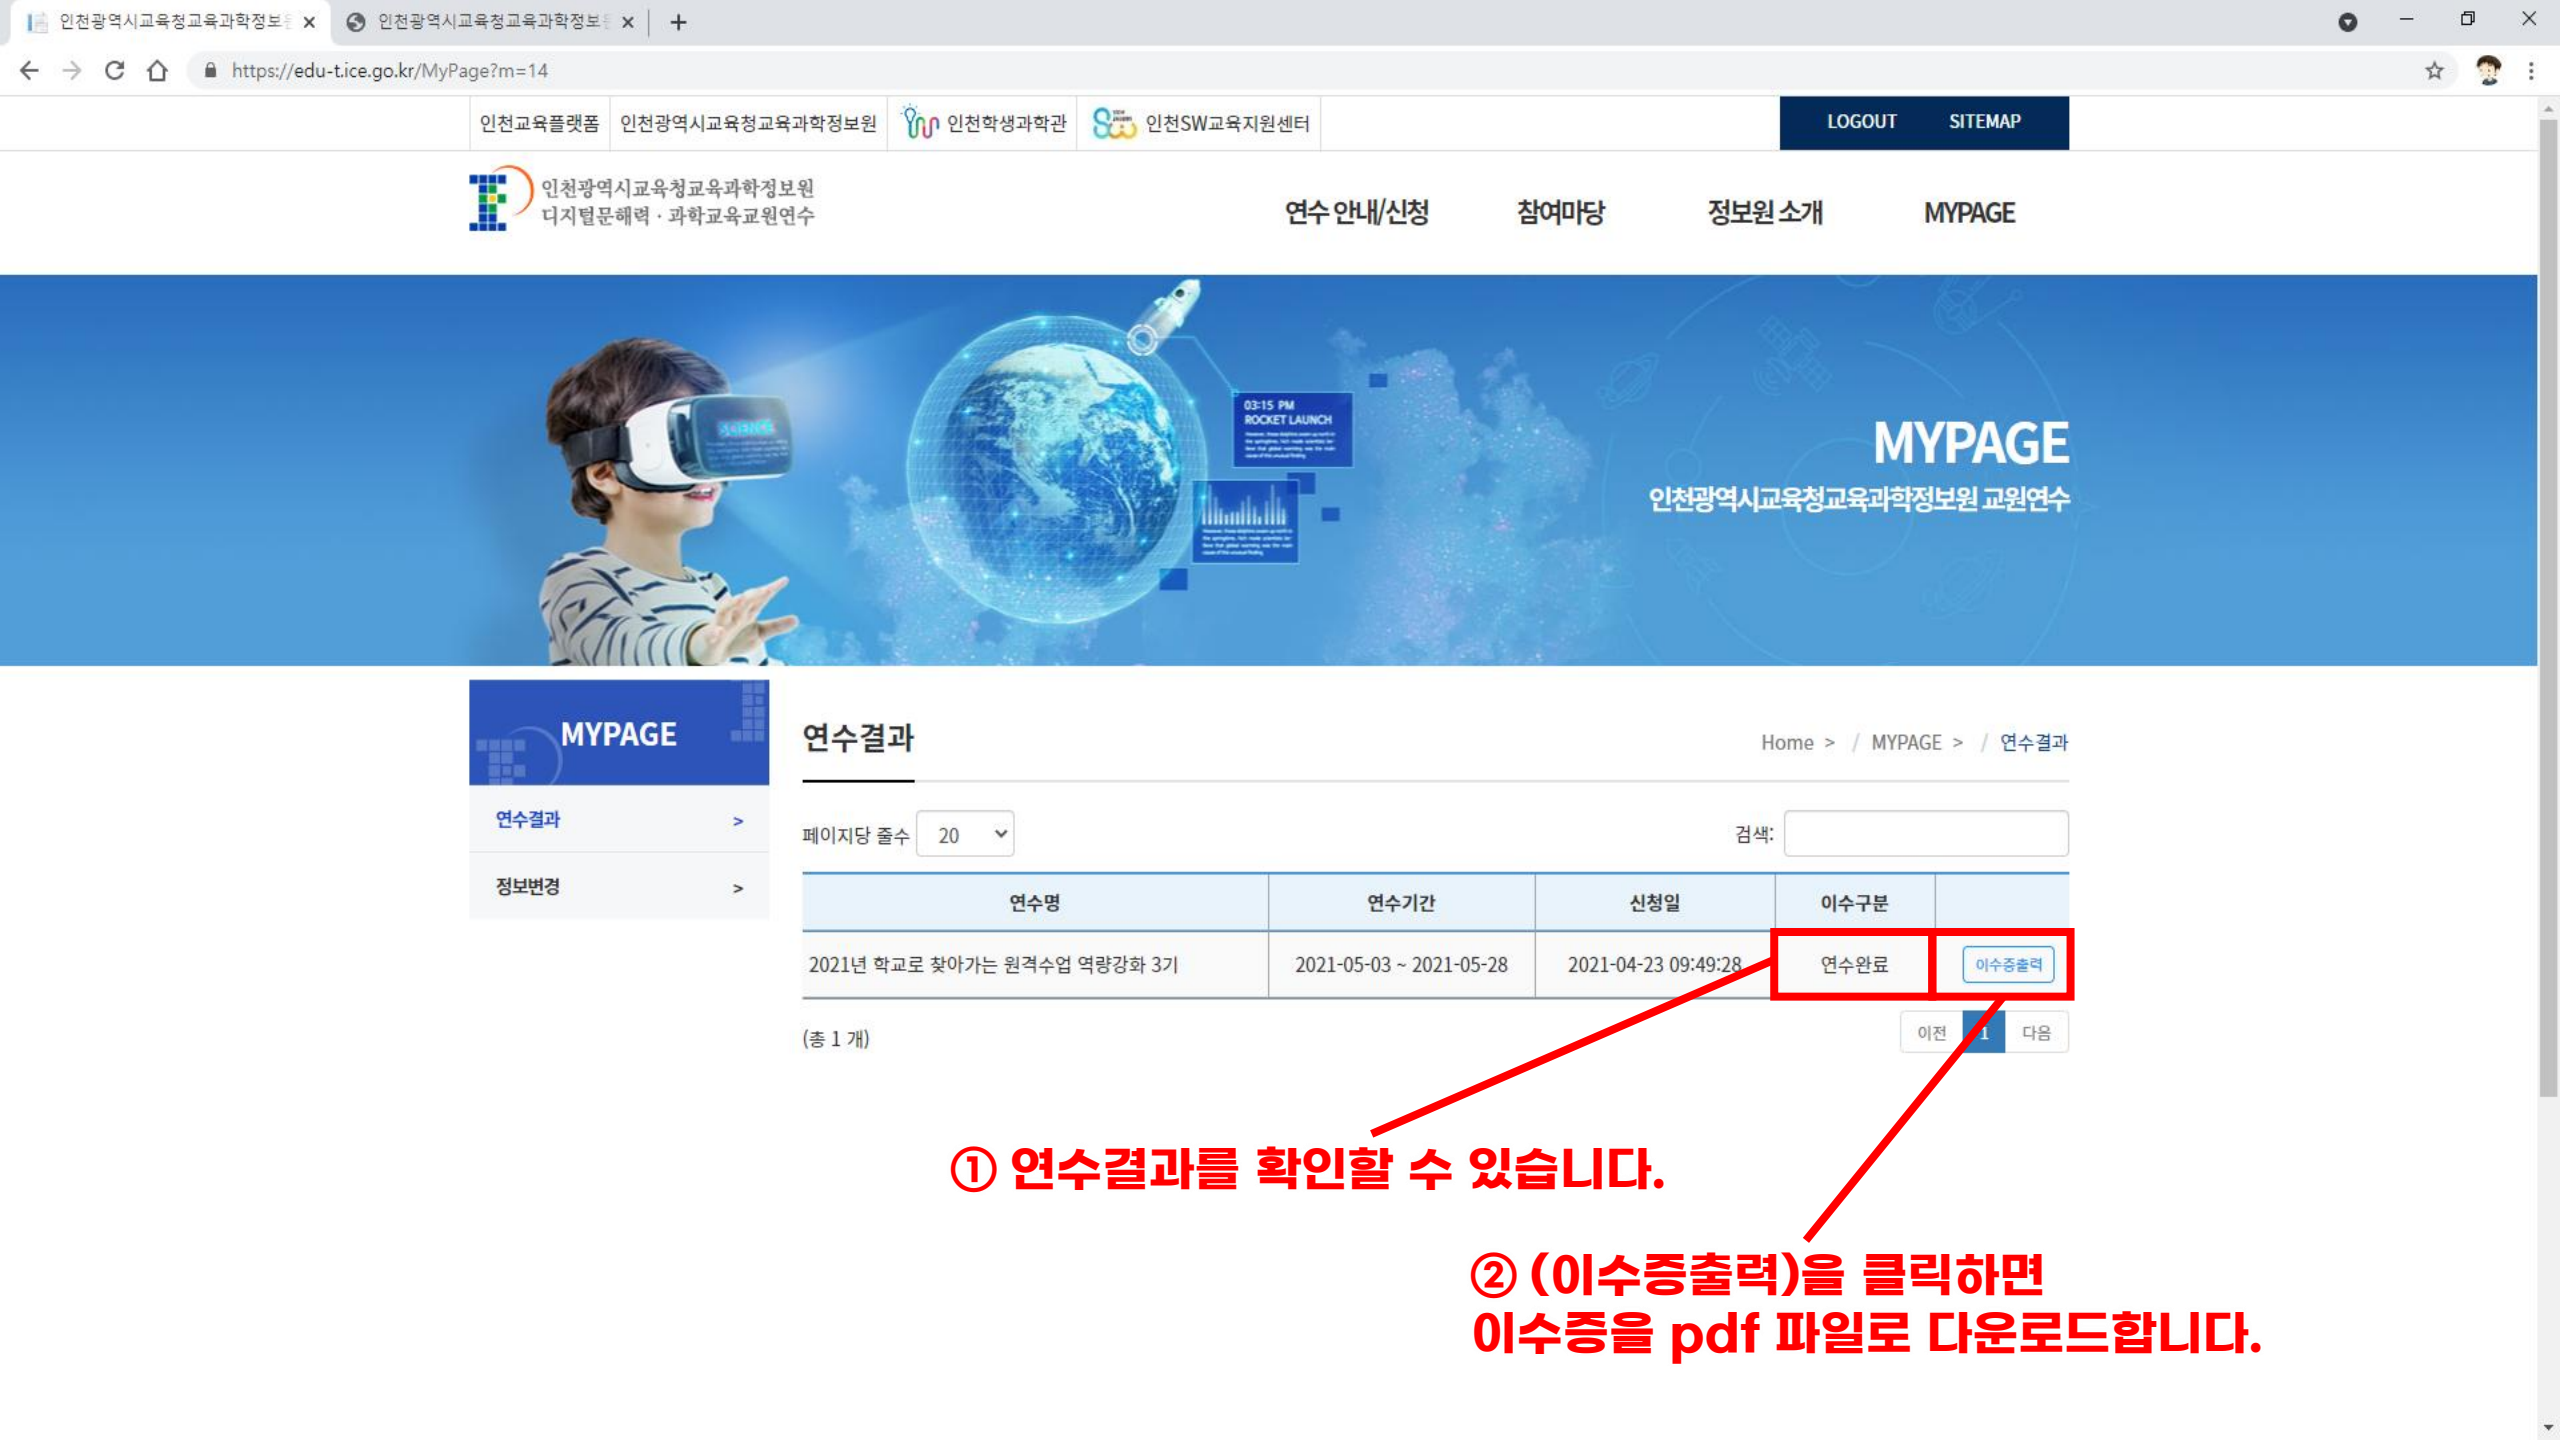 인천광역시교육청교육과학정보
인천광역시교육청교육과학정보
https://edu-t.ice.go.kr/MyPage?m=14
인천교육플랫폼 인천광역시교육청교육과학정보원 인천학생과학관 인천SW교육지원센터 LOGOUT SITEMAP
인천광역시교육청교육과학정보원
디지털문해력 · 과학교육교원연수
연수 안내/신청 참여마당 정보원 소개 MYPAGE
SCIENCE
03:15 PM
ROCKET LAUNCH
MYPAGE
인천광역시교육청교육과학정보원 교원연수
MYPAGE
연수결과 >
정보변경 >
연수결과
Home > / MYPAGE > / 연수결과
페이지당 줄수 20 검색:
연수명 연수기간 신청일 이수구분
2021년 학교로 찾아가는 원격수업 역량강화 3기 2021-05-03 ~ 2021-05-28 2021-04-23 09:49:28 연수완료 이수증출력
(총 1 개)
이전 1 다음
① 연수결과를 확인할 수 있습니다.
② (이수증출력)을 클릭하면
이수증을 pdf 파일로 다운로드합니다.